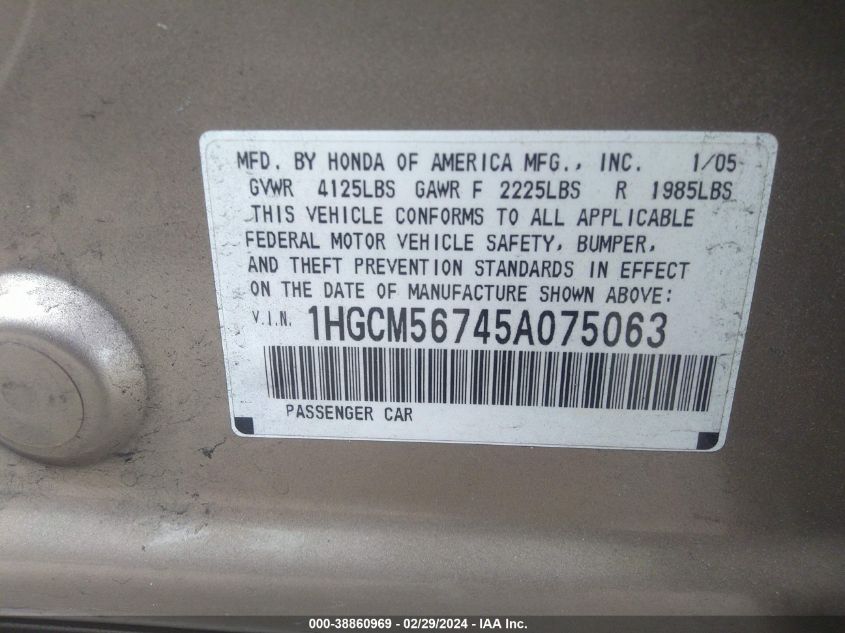 MFD. BY HONDA OF AMERICA MFG., INC. 1/05
GVWR 4125LBS GAWR F 2225LBS R 1985LBS
THIS VEHICLE CONFORMS TO ALL APPLICABLE
FEDERAL MOTOR VEHICLE SAFETY, BUMPER,
AND THEFT PREVENTION STANDARDS IN EFFECT
ON THE DATE OF MANUFACTURE SHOWN ABOVE:
V.I.N. 1HGCM56745A075063
PASSENGER CAR
000-38860969 - 02/29/2024 - IAA Inc.